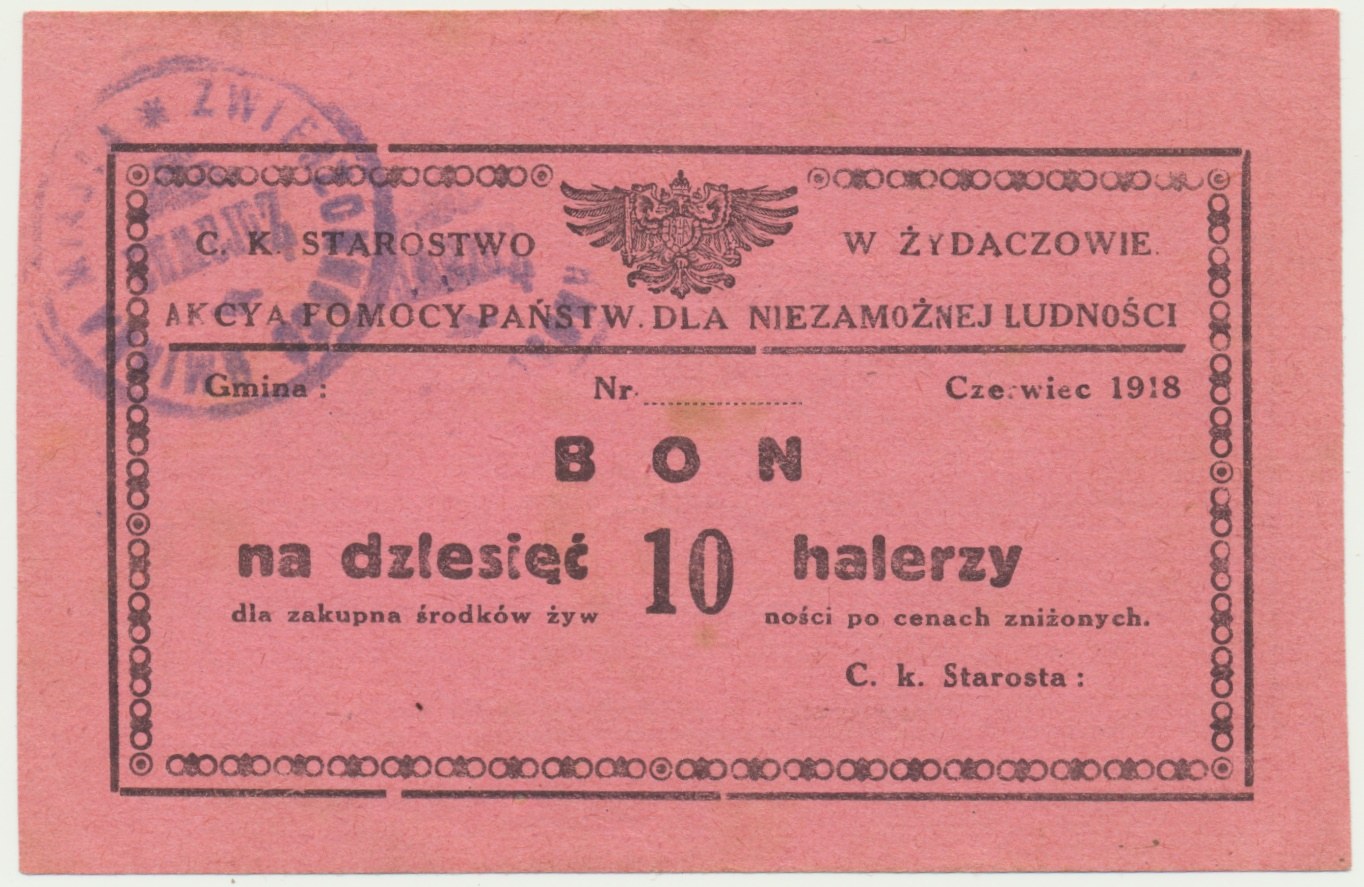 C. K. STAROSTWO W ŻYDACZOWIE.
AKCYA POMOCY PAŃSTW. DLA NIEZAMOŻNEJ LUDNOŚCI
Gmina: Nr. Czerwiec 1918
BON
na dziesięć 10 halerzy
dla zakupna środków żyw ności po cenach zniżonych.
C. k. Starosta: